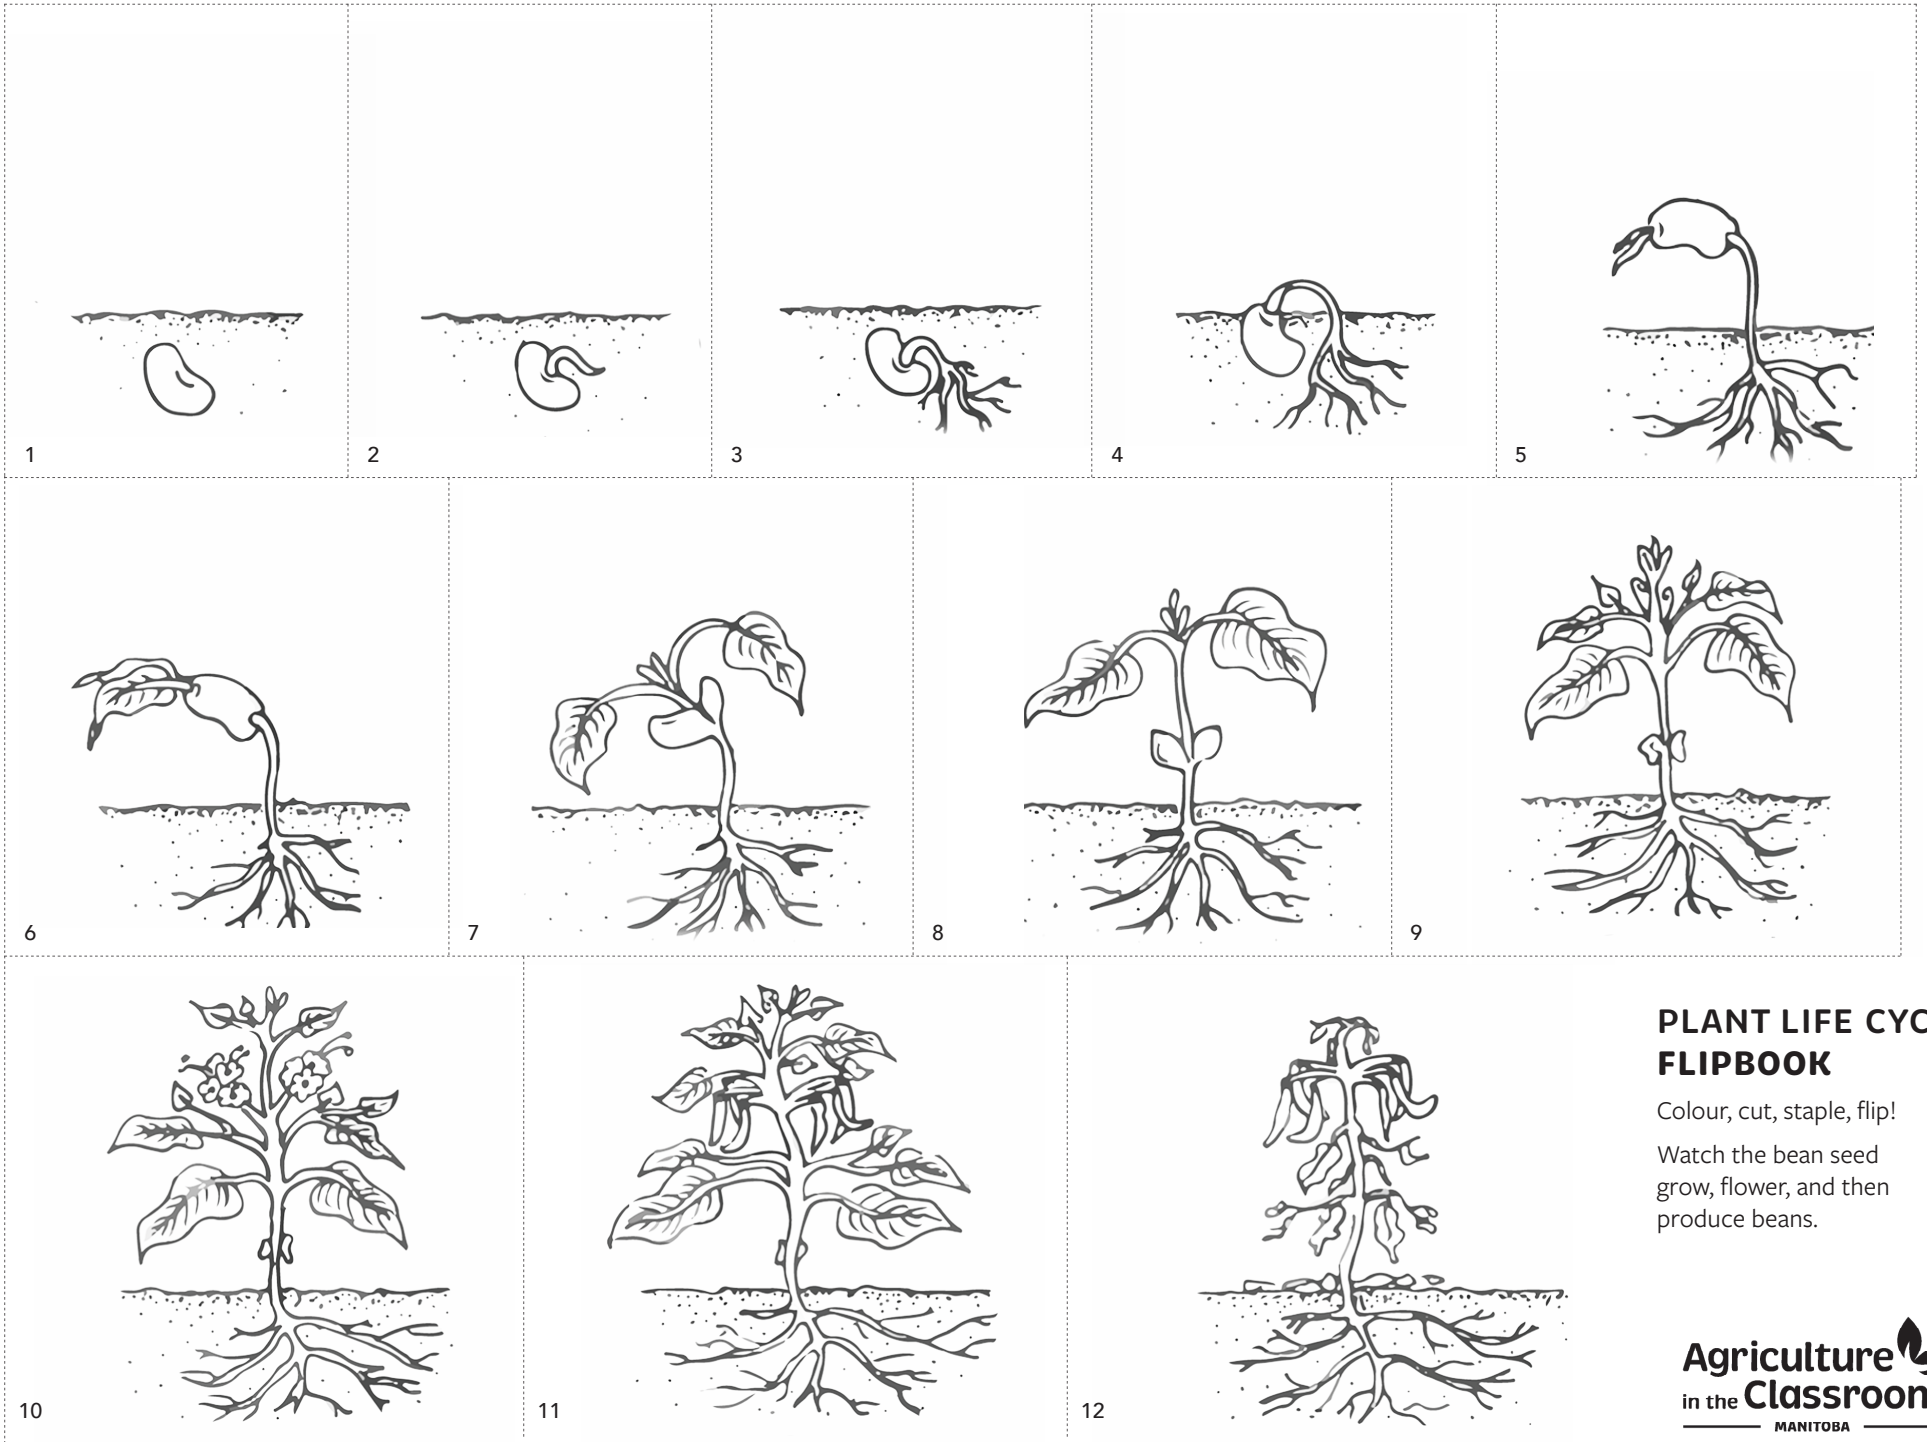 1
2
3
4
5
6
7
8
9
10
11
12
PLANT LIFE CYC
FLIPBOOK
Colour, cut, staple, flip!
Watch the bean seed
grow, flower, and then
produce beans.
Agriculture
in the Classroom
MANITOBA